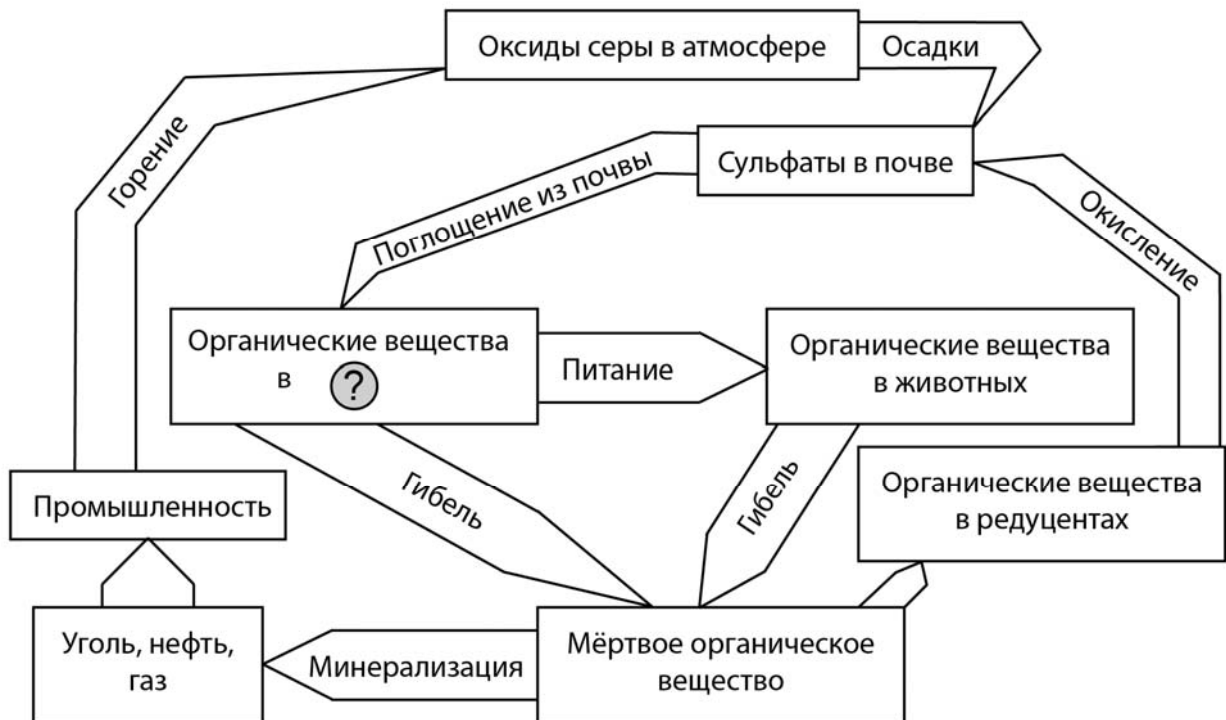 Оксиды серы в атмосфере
Осадки
Горение
Сульфаты в почве
Поглощение из почвы
Окисление
Органические вещества
в ?
Питание
Органические вещества
в животных
Гибель
Гибель
Промышленность
Органические вещества
в редуцентах
Уголь, нефть,
газ
Минерализация
Мёртвое органическое
вещество